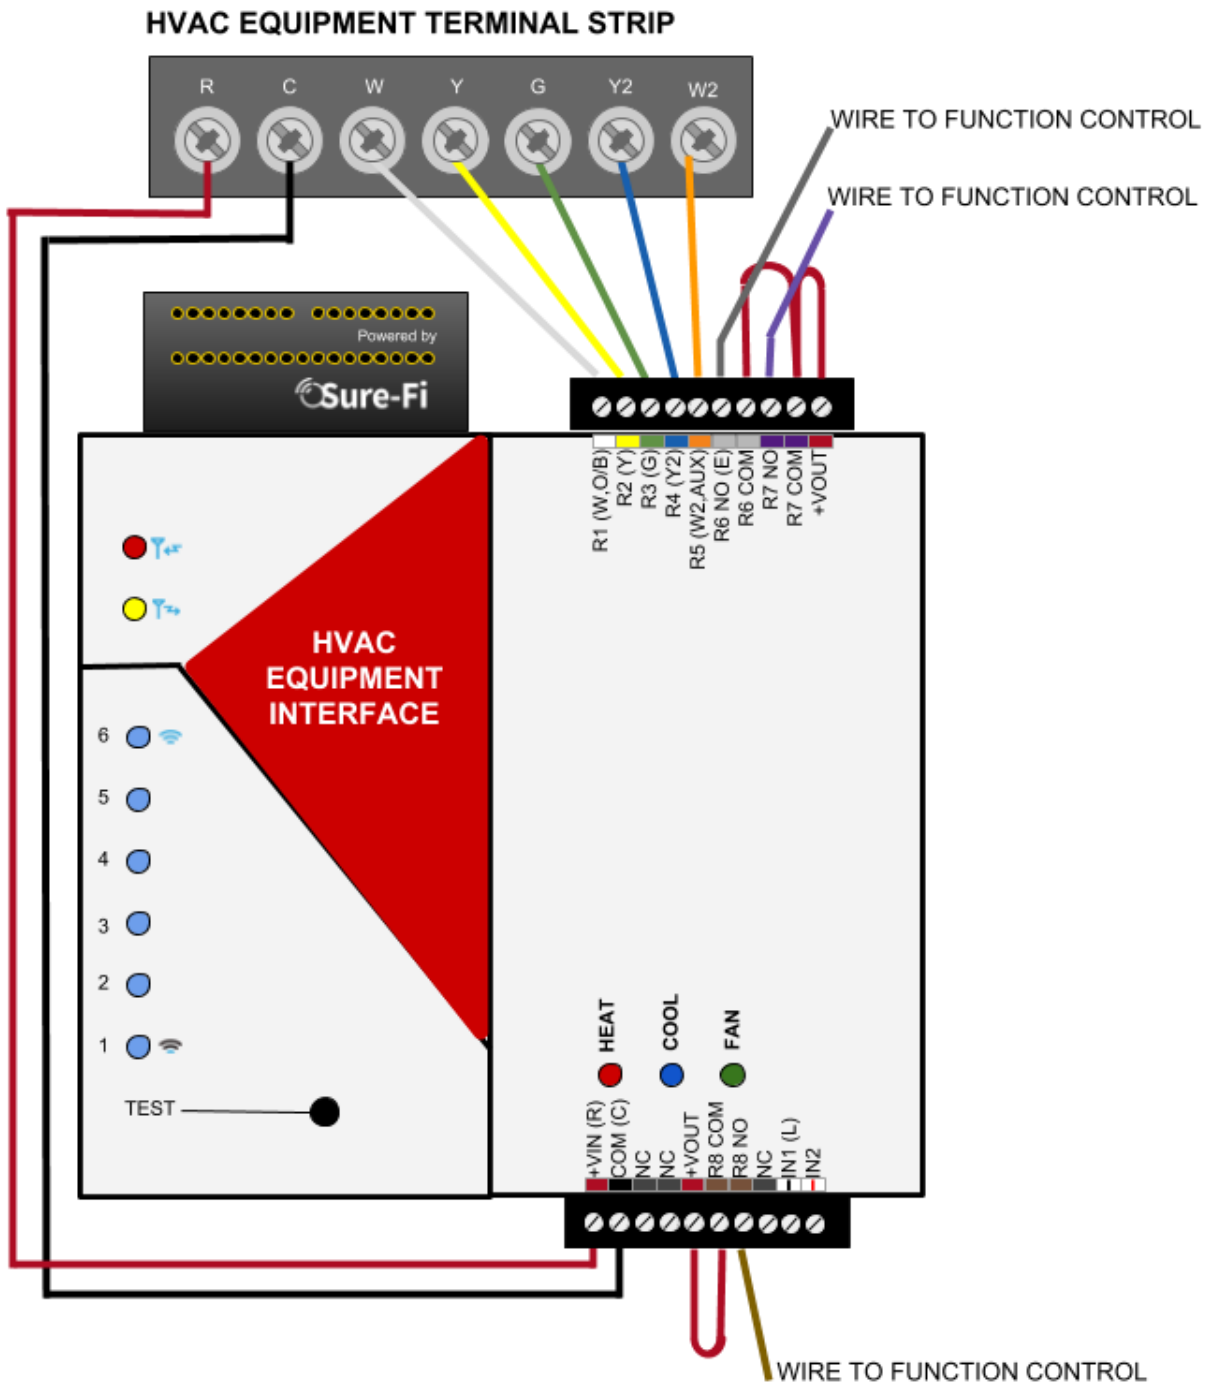 HVAC EQUIPMENT TERMINAL STRIP
R C W Y G Y2 W2
WIRE TO FUNCTION CONTROL
WIRE TO FUNCTION CONTROL
Powered by
Sure-Fi
R1 (W,O/B)
R2 (Y)
R3 (G)
R4 (Y2)
R5 (W2,AUX)
R6 NO (E)
R6 COM
R7 NO
R7 COM
+VOUT
HVAC
EQUIPMENT
INTERFACE
6
5
4
3
2
1
TEST
HEAT
COOL
FAN
+VIN (R)
COM (C)
NC
NC
+VOUT
R8 COM
R8 NO
NC
IN1 (L)
IN2
WIRE TO FUNCTION CONTROL